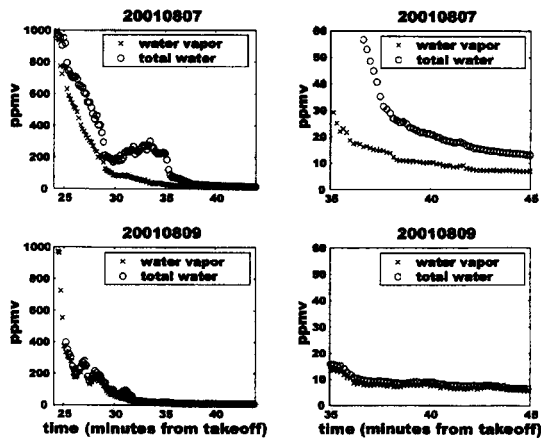 20010807
1000
800
600
400
200
0
ppmv
× water vapor
○ total water
25 30 35 40
20010807
60
50
40
30
20
10
0
ppmv
× water vapor
○ total water
35 40 45
20010809
1000
800
600
400
200
0
ppmv
× water vapor
○ total water
25 30 35 40
time (minutes from takeoff)
20010809
60
50
40
30
20
10
0
ppmv
× water vapor
○ total water
35 40 45
time (minutes from takeoff)